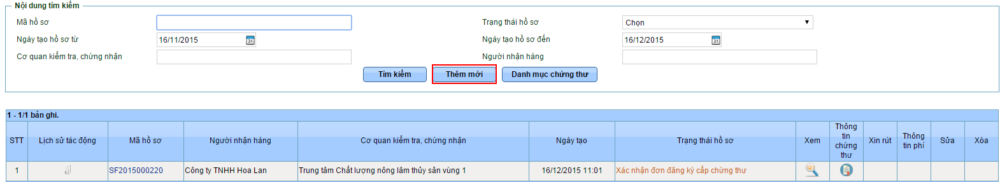 Nội dung tìm kiếm
Mã hồ sơ
Trạng thái hồ sơ Chọn
Ngày tạo hồ sơ từ 16/11/2015 31
Ngày tạo hồ sơ đến 16/12/2015 31
Cơ quan kiểm tra, chứng nhận
Người nhận hàng
Tìm kiếm Thêm mới Danh mục chứng thư
1 - 1/1 bản ghi.
STT Lịch sử tác động Mã hồ sơ Người nhận hàng Cơ quan kiểm tra, chứng nhận Ngày tạo Trạng thái hồ sơ Xem Thông tin chứng thư Xin rút Thông tin phí Sửa Xóa
1 SF2015000220 Công ty TNHH Hoa Lan Trung tâm Chất lượng nông lâm thủy sản vùng 1 16/12/2015 11:01 Xác nhận đơn đăng ký cấp chứng thư